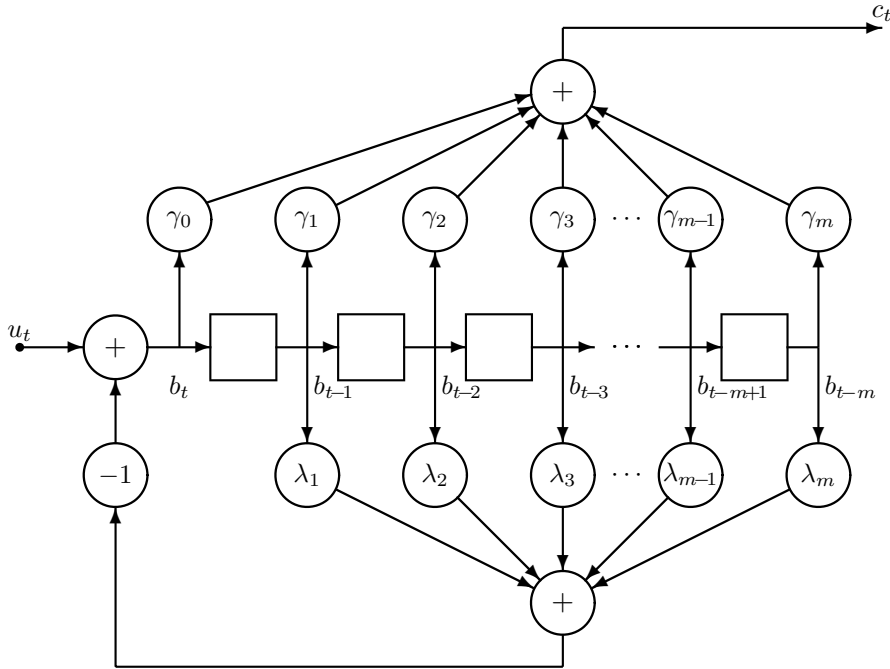 c_t
+
γ_0 γ_1 γ_2 γ_3 ⋯ γ_{m−1} γ_m
u_t + ⋯
b_t b_{t−1} b_{t−2} b_{t−3} b_{t−m+1} b_{t−m}
−1 λ_1 λ_2 λ_3 ⋯ λ_{m−1} λ_m
+